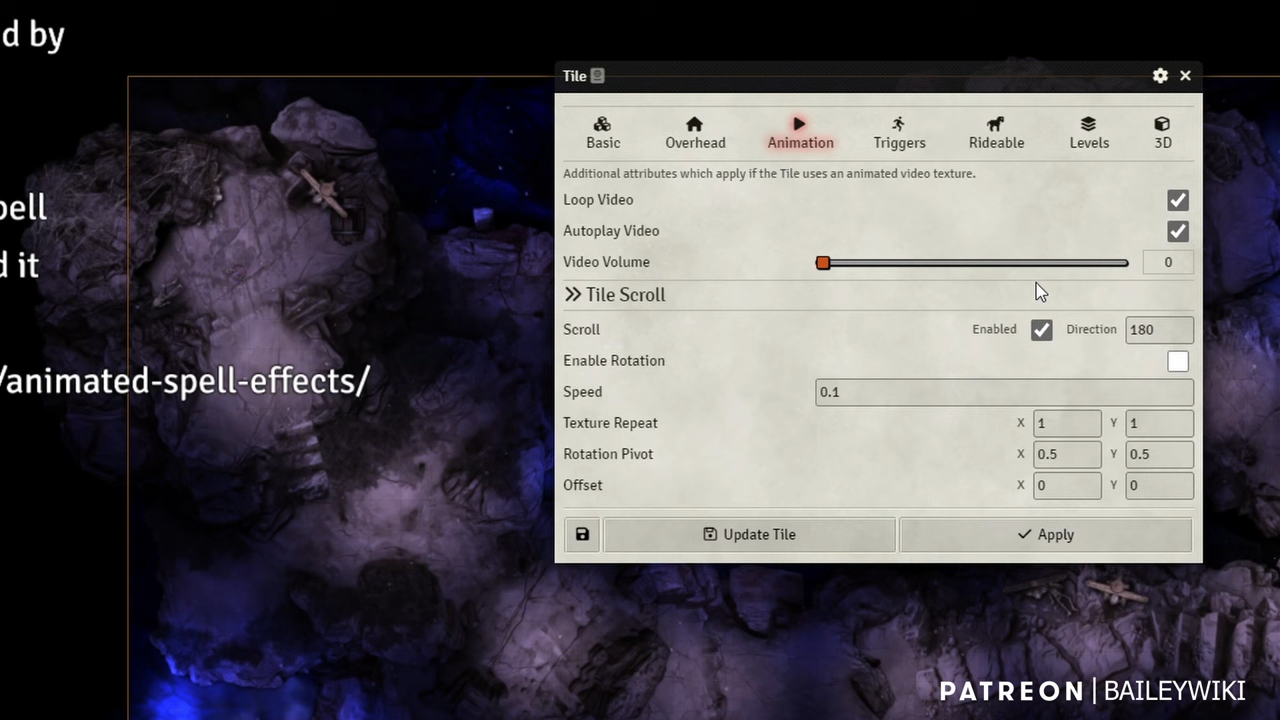 d by
pell
d it
/animated-spell-effects/
Tile
Basic Overhead Animation Triggers Rideable Levels 3D
Additional attributes which apply if the Tile uses an animated video texture.
Loop Video
Autoplay Video
Video Volume 0
Tile Scroll
Scroll Enabled Direction 180
Enable Rotation
Speed 0.1
Texture Repeat X 1 Y 1
Rotation Pivot X 0.5 Y 0.5
Offset X 0 Y 0
Update Tile Apply
PATREON | BAILEYWIKI